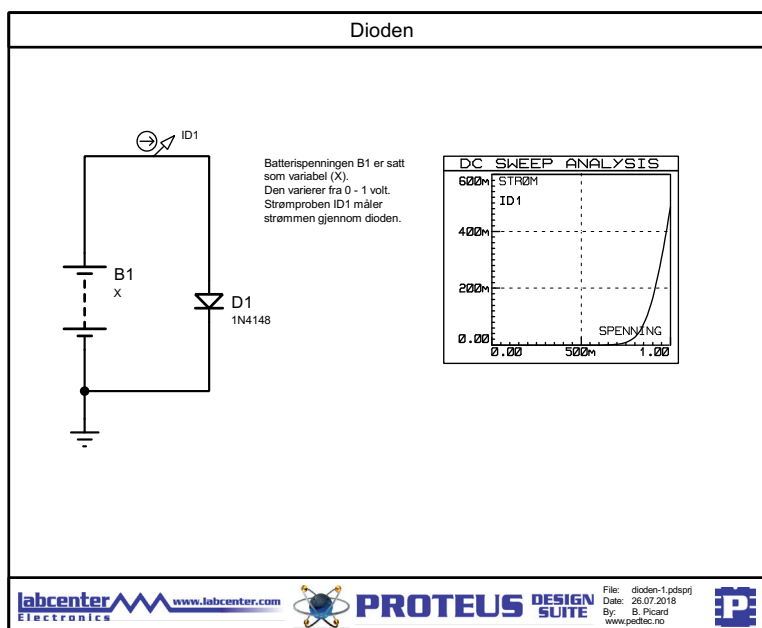 Dioden
ID1
Batterispenningen B1 er satt
som variabel (X).
Den varierer fra 0 - 1 volt.
Strømproben ID1 måler
strømmen gjennom dioden.
B1
X
D1
1N4148
DC SWEEP ANALYSIS
600m
STRØM
ID1
400m
200m
SPENNING
0.00
0.00
500m
1.00
labcenter
Electronics
www.labcenter.com
PROTEUS
DESIGN
SUITE
File: dioden-1.pdsprj
Date: 26.07.2018
By: B. Picard
www.pedtec.no
P